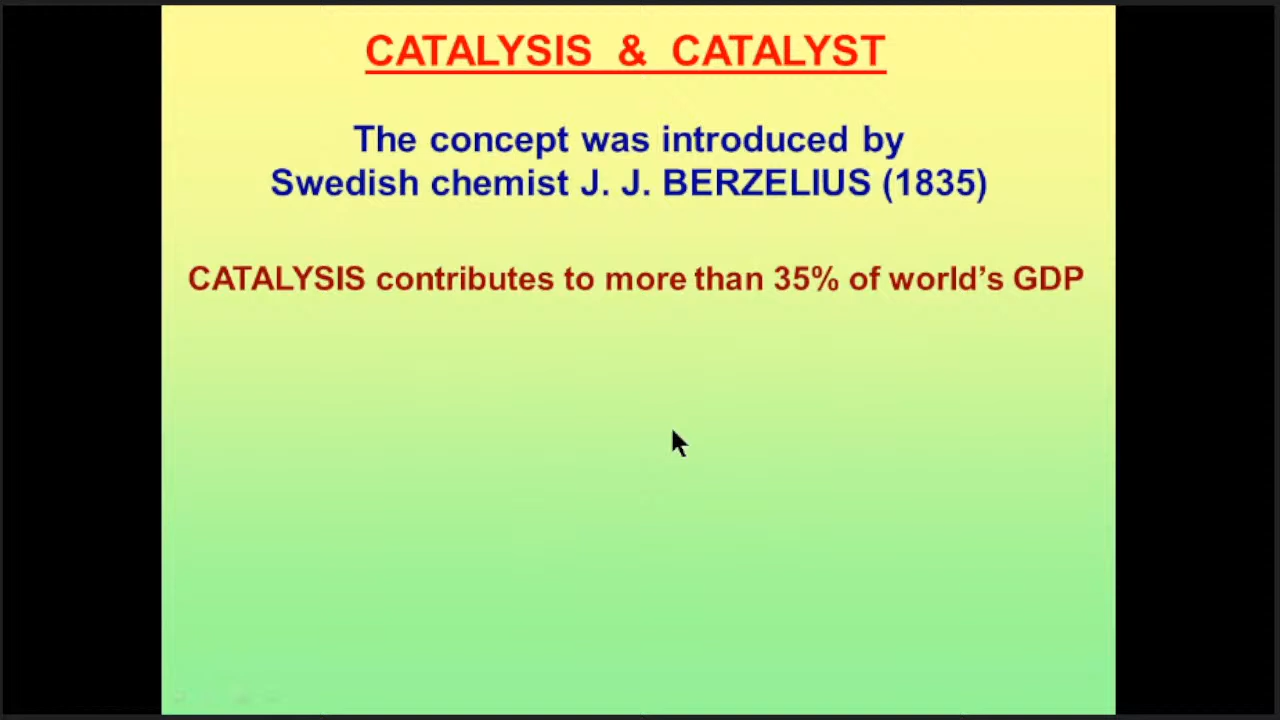 CATALYSIS & CATALYST
The concept was introduced by
Swedish chemist J. J. BERZELIUS (1835)
CATALYSIS contributes to more than 35% of world’s GDP